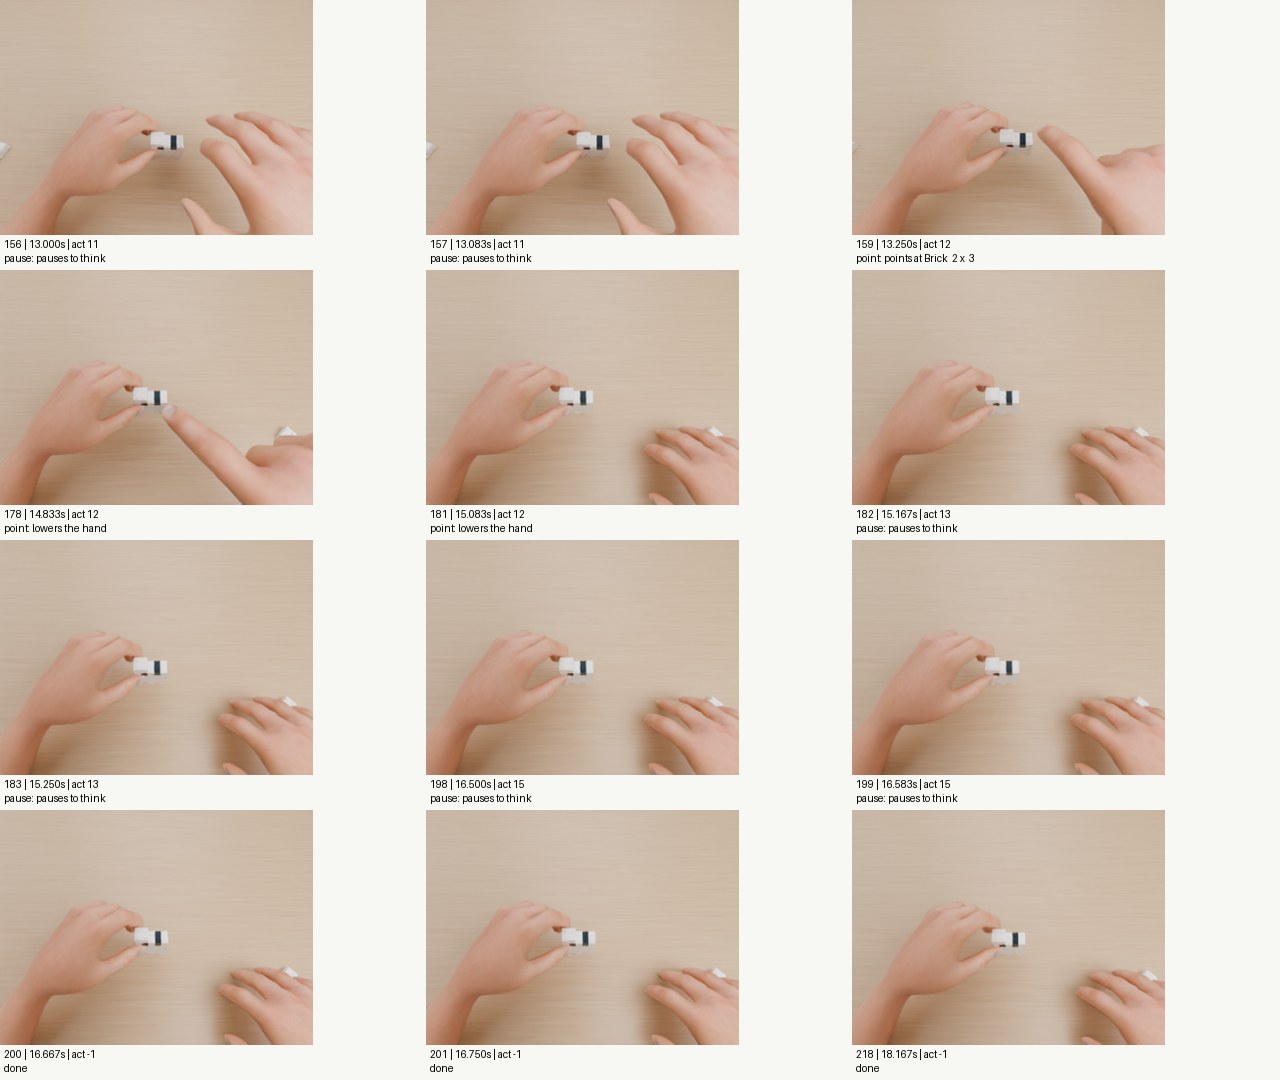 156 | 13.000s | act 11
pause: pauses to think
157 | 13.083s | act 11
pause: pauses to think
159 | 13.250s | act 12
point: points at Brick  2 x  3
178 | 14.833s | act 12
point: lowers the hand
181 | 15.083s | act 12
point: lowers the hand
182 | 15.167s | act 13
pause: pauses to think
183 | 15.250s | act 13
pause: pauses to think
198 | 16.500s | act 15
pause: pauses to think
199 | 16.583s | act 15
pause: pauses to think
200 | 16.667s | act -1
done
201 | 16.750s | act -1
done
218 | 18.167s | act -1
done